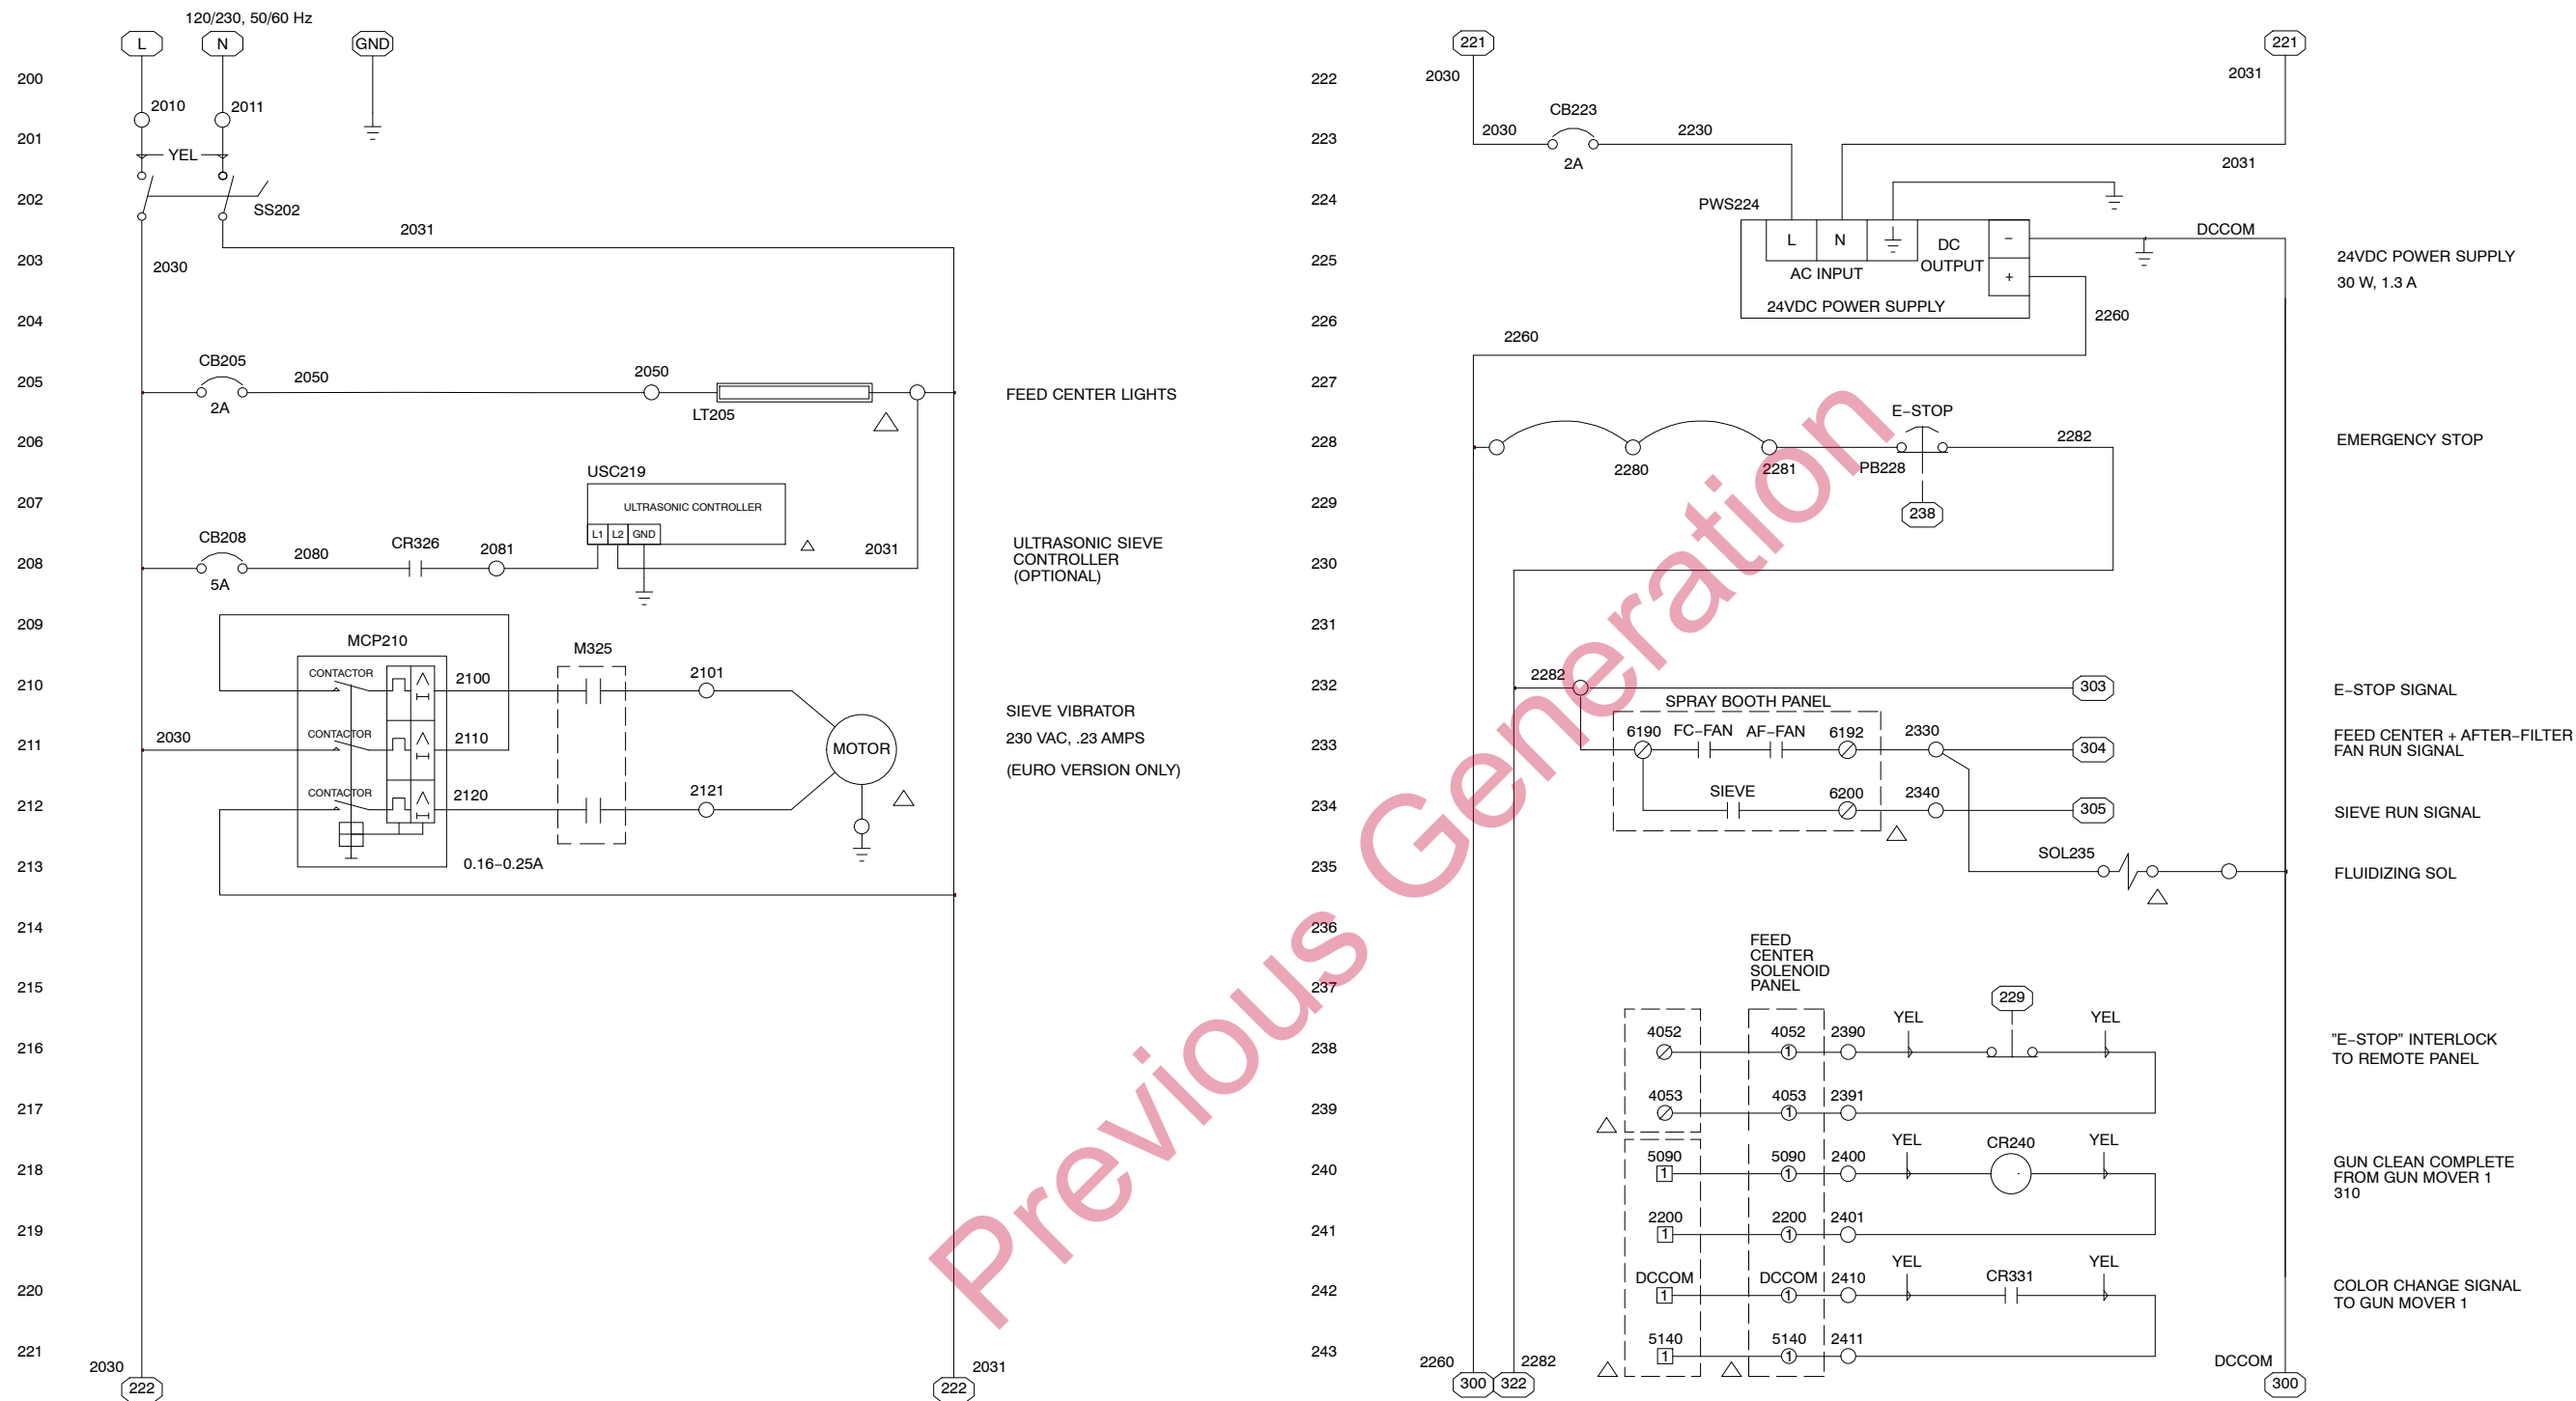 120/230, 50/60 Hz
L
N
GND
200
2010
2011
201
YEL
202
SS202
2031
203
2030
204
CB205
2050
2050
205
2A
LT205
FEED CENTER LIGHTS
206
USC219
207
ULTRASONIC CONTROLLER
L1
L2
GND
CB208
2080
CR326
2081
2031
208
5A
ULTRASONIC SIEVE
CONTROLLER
(OPTIONAL)
209
MCP210
M325
CONTACTOR
210
2100
2101
SIEVE VIBRATOR
230 VAC, .23 AMPS
(EURO VERSION ONLY)
2030
CONTACTOR
211
2110
MOTOR
CONTACTOR
212
2120
2121
213
0.16−0.25A
214
215
216
217
218
219
220
221
2030
222
2031
222
221
221
222
2030
2031
CB223
223
2030
2230
2A
2031
224
PWS224
L
N
DC
OUTPUT
−
+
AC INPUT
24VDC POWER SUPPLY
DCCOM
225
24VDC POWER SUPPLY
30 W, 1.3 A
226
2260
2260
227
E−STOP
228
2280
2281
PB228
2282
EMERGENCY STOP
229
238
230
231
232
2282
303
E−STOP SIGNAL
SPRAY BOOTH PANEL
233
6190
FC−FAN
AF−FAN
6192
2330
304
FEED CENTER + AFTER−FILTER
FAN RUN SIGNAL
234
SIEVE
6200
2340
305
SIEVE RUN SIGNAL
235
SOL235
FLUIDIZING SOL
236
FEED
CENTER
SOLENOID
PANEL
237
229
238
4052
4052
2390
YEL
YEL
"E−STOP" INTERLOCK
TO REMOTE PANEL
239
4053
4053
2391
240
5090
5090
2400
YEL
CR240
YEL
1
1
1
1
GUN CLEAN COMPLETE
FROM GUN MOVER 1
310
241
2200
2200
2401
1
1
242
DCCOM
DCCOM
2410
YEL
CR331
YEL
1
1
COLOR CHANGE SIGNAL
TO GUN MOVER 1
243
5140
5140
2411
1
1
2260
2282
DCCOM
300
322
300
Previous Generation